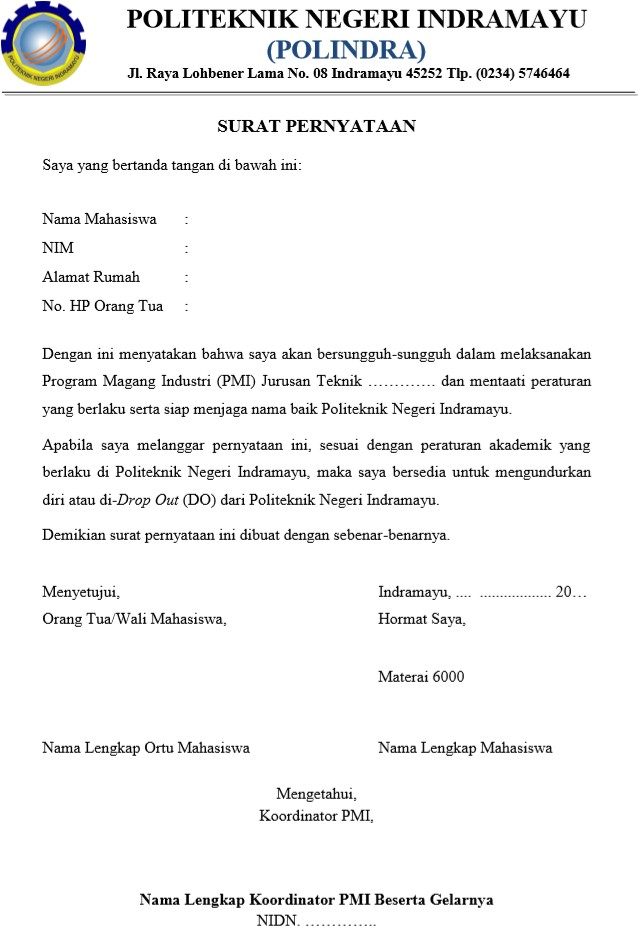 POLITEKNIK NEGERI INDRAMAYU
POLITEKNIK NEGERI INDRAMAYU
(POLINDRA)
Jl. Raya Lohbener Lama No. 08 Indramayu 45252 Tlp. (0234) 5746464
SURAT PERNYATAAN
Saya yang bertanda tangan di bawah ini:
Nama Mahasiswa :
NIM :
Alamat Rumah :
No. HP Orang Tua :
Dengan ini menyatakan bahwa saya akan bersungguh-sungguh dalam melaksanakan
Program Magang Industri (PMI) Jurusan Teknik …………. dan mentaati peraturan
yang berlaku serta siap menjaga nama baik Politeknik Negeri Indramayu.
Apabila saya melanggar pernyataan ini, sesuai dengan peraturan akademik yang
berlaku di Politeknik Negeri Indramayu, maka saya bersedia untuk mengundurkan
diri atau di-Drop Out (DO) dari Politeknik Negeri Indramayu.
Demikian surat pernyataan ini dibuat dengan sebenar-benarnya.
Menyetujui, Indramayu, .... .................. 20…
Orang Tua/Wali Mahasiswa, Hormat Saya,
Materai 6000
Nama Lengkap Ortu Mahasiswa Nama Lengkap Mahasiswa
Mengetahui,
Koordinator PMI,
Nama Lengkap Koordinator PMI Beserta Gelarnya
NIDN. …………..